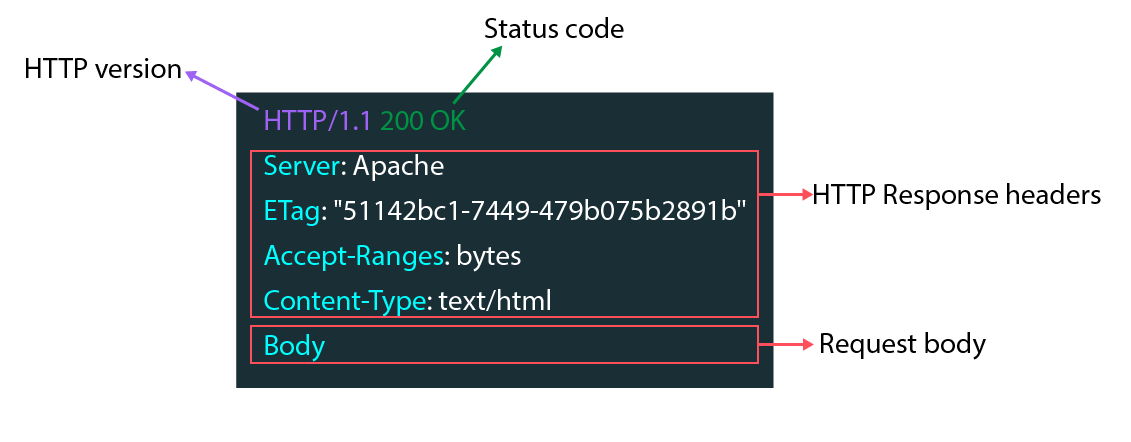 Status code
HTTP version
HTTP/1.1 200 OK
Server: Apache
ETag: "51142bc1-7449-479b075b2891b"
HTTP Response headers
Accept-Ranges: bytes
Content-Type: text/html
Body
Request body